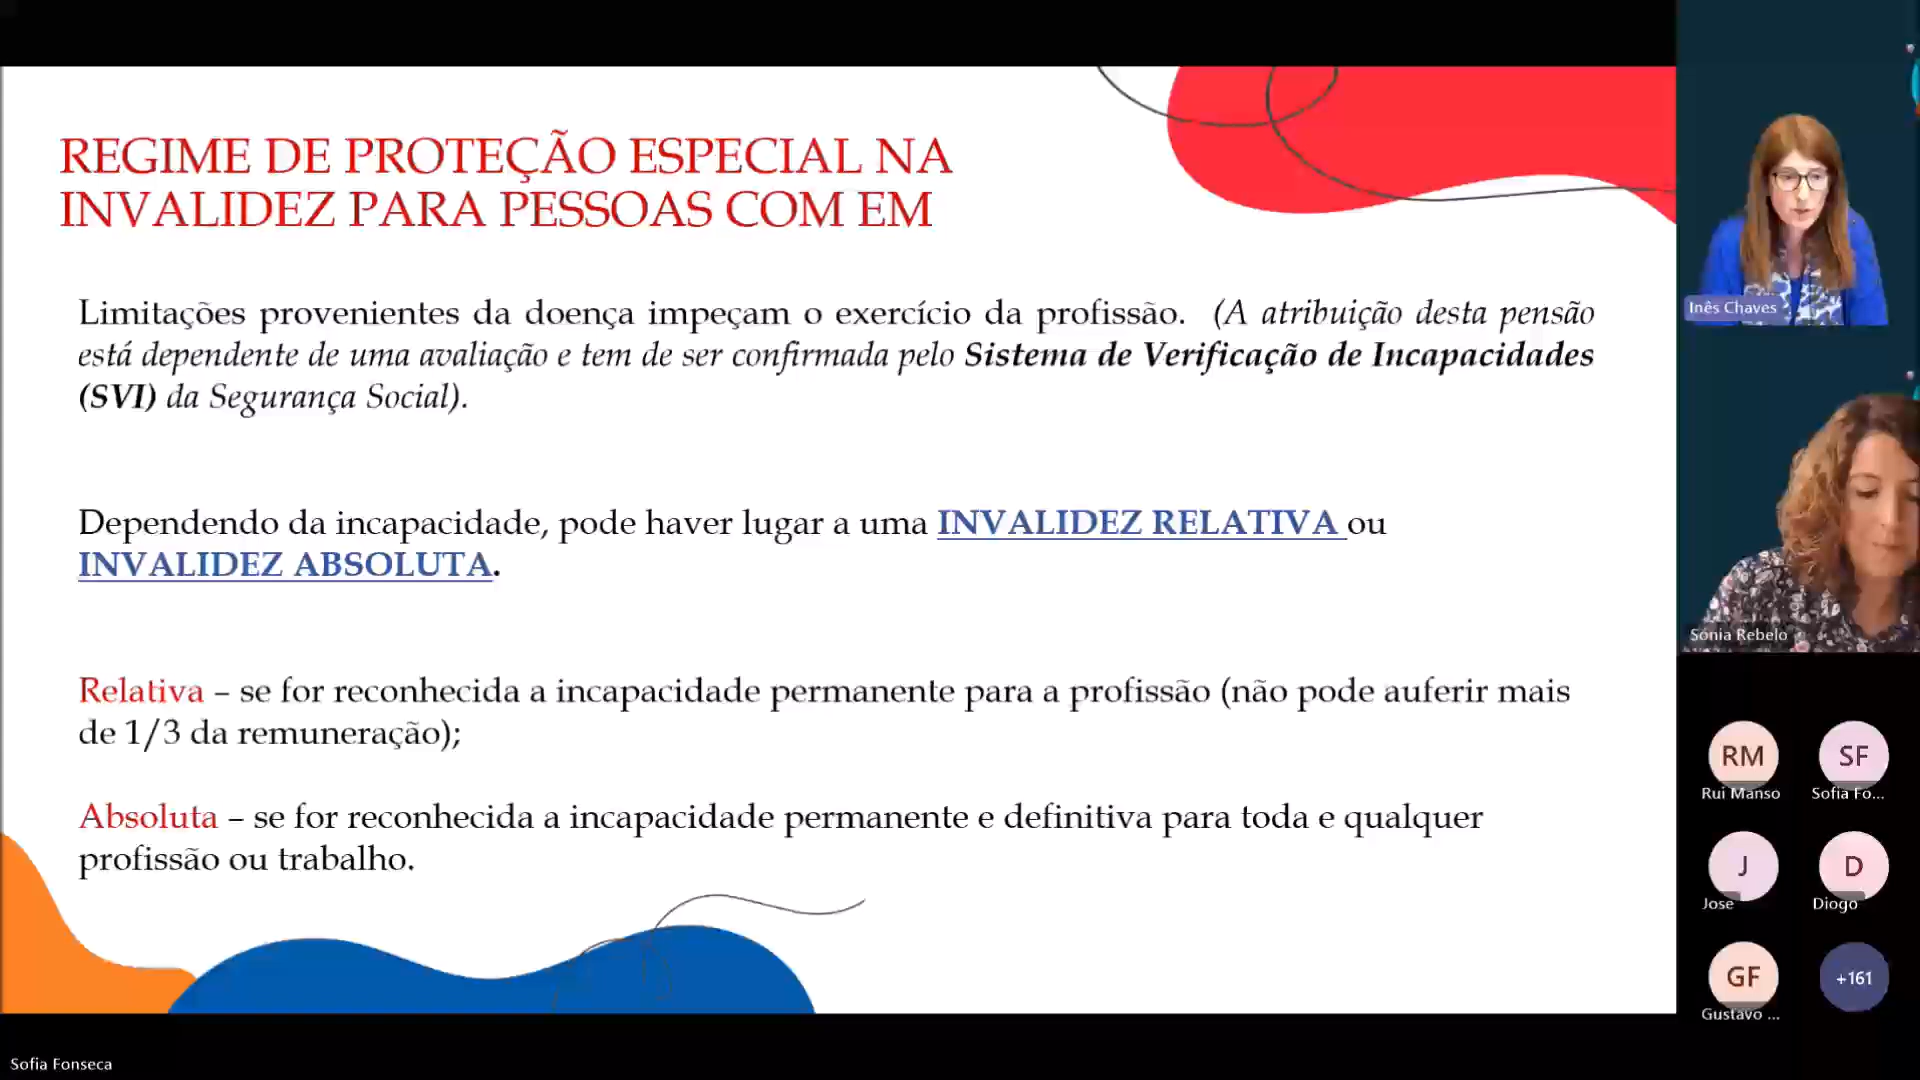 REGIME DE PROTEÇÃO ESPECIAL NA
INVALIDEZ PARA PESSOAS COM EM
Limitações provenientes da doença impeçam o exercício da profissão. (A atribuição desta pensão
está dependente de uma avaliação e tem de ser confirmada pelo Sistema de Verificação de Incapacidades
(SVI) da Segurança Social).
Dependendo da incapacidade, pode haver lugar a uma INVALIDEZ RELATIVA ou
INVALIDEZ ABSOLUTA.
Relativa – se for reconhecida a incapacidade permanente para a profissão (não pode auferir mais
de 1/3 da remuneração);
Absoluta – se for reconhecida a incapacidade permanente e definitiva para toda e qualquer
profissão ou trabalho.
Inês Chaves
Sónia Rebelo
RM
Rui Manso
SF
Sofia Fo...
J
Jose
D
Diogo
GF
Gustavo ...
+161
Sofia Fonseca